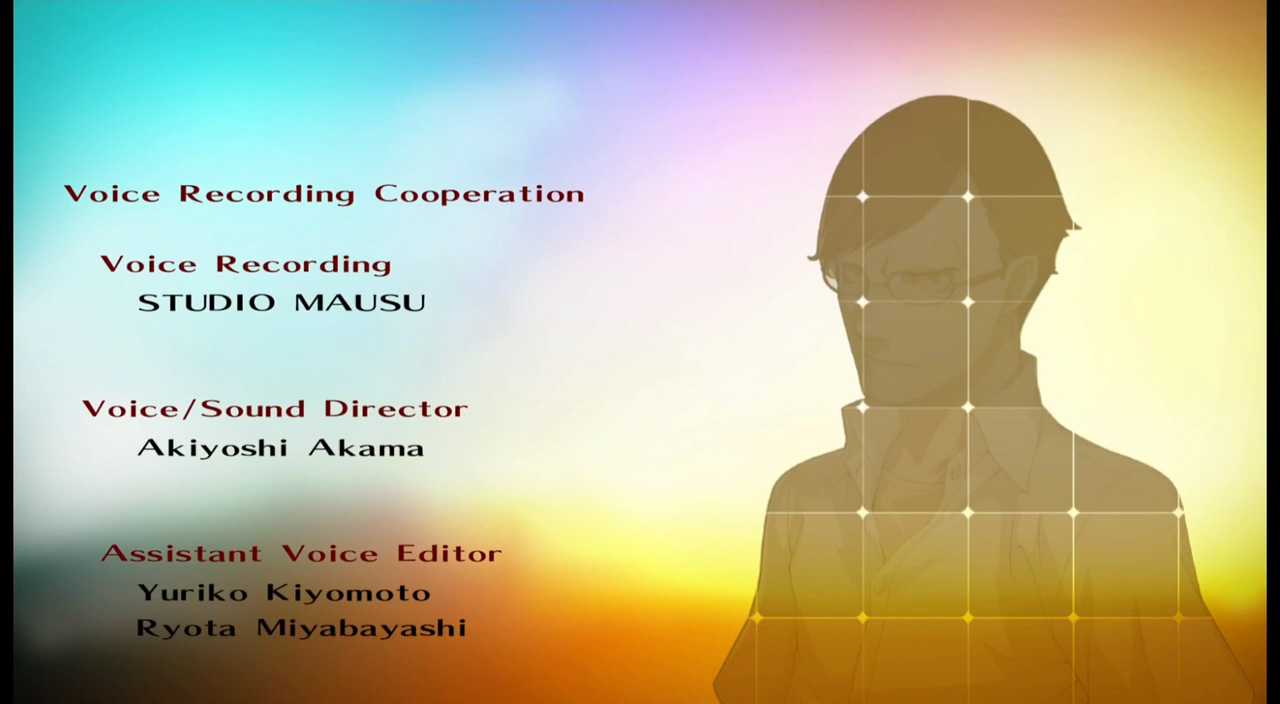 Voice Recording Cooperation
Voice Recording
STUDIO MAUSU
Voice/Sound Director
Akiyoshi Akama
Assistant Voice Editor
Yuriko Kiyomoto
Ryota Miyabayashi